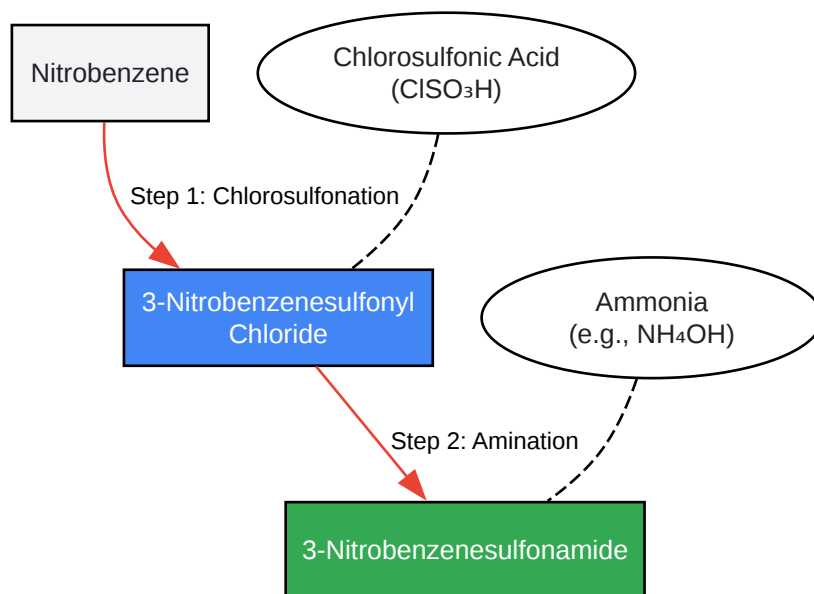 Nitrobenzene
Chlorosulfonic Acid
(ClSO₃H)
Step 1: Chlorosulfonation
3-Nitrobenzenesulfonyl
Chloride
Ammonia
(e.g., NH₄OH)
Step 2: Amination
3-Nitrobenzenesulfonamide